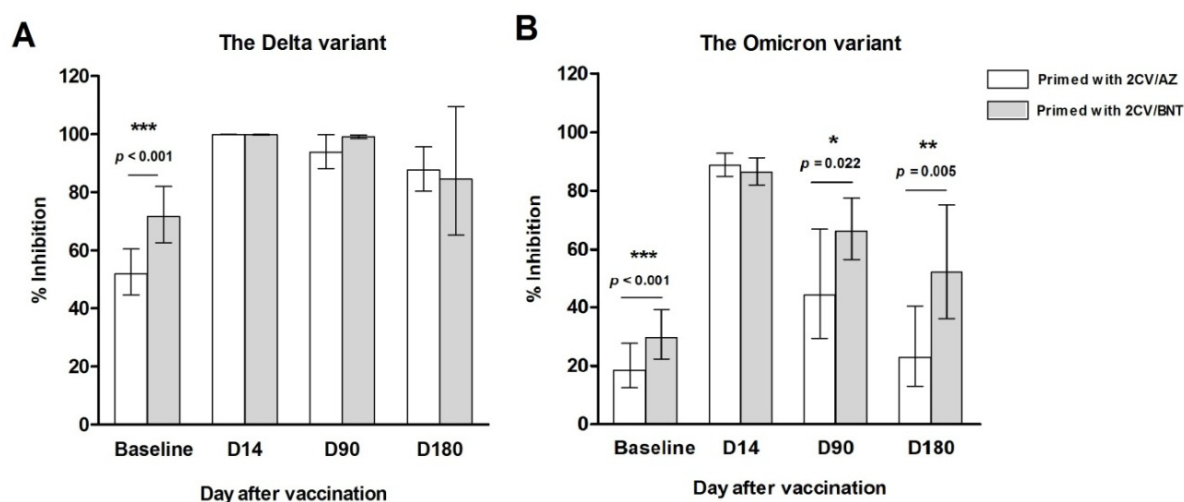 A
The Delta variant
% Inhibition
120
100
80
60
40
20
0
***
p < 0.001
Baseline D14 D90 D180
Day after vaccination
B
The Omicron variant
% Inhibition
120
100
80
60
40
20
0
***
p < 0.001
*
p = 0.022
**
p = 0.005
Baseline D14 D90 D180
Day after vaccination
Primed with 2CV/AZ
Primed with 2CV/BNT